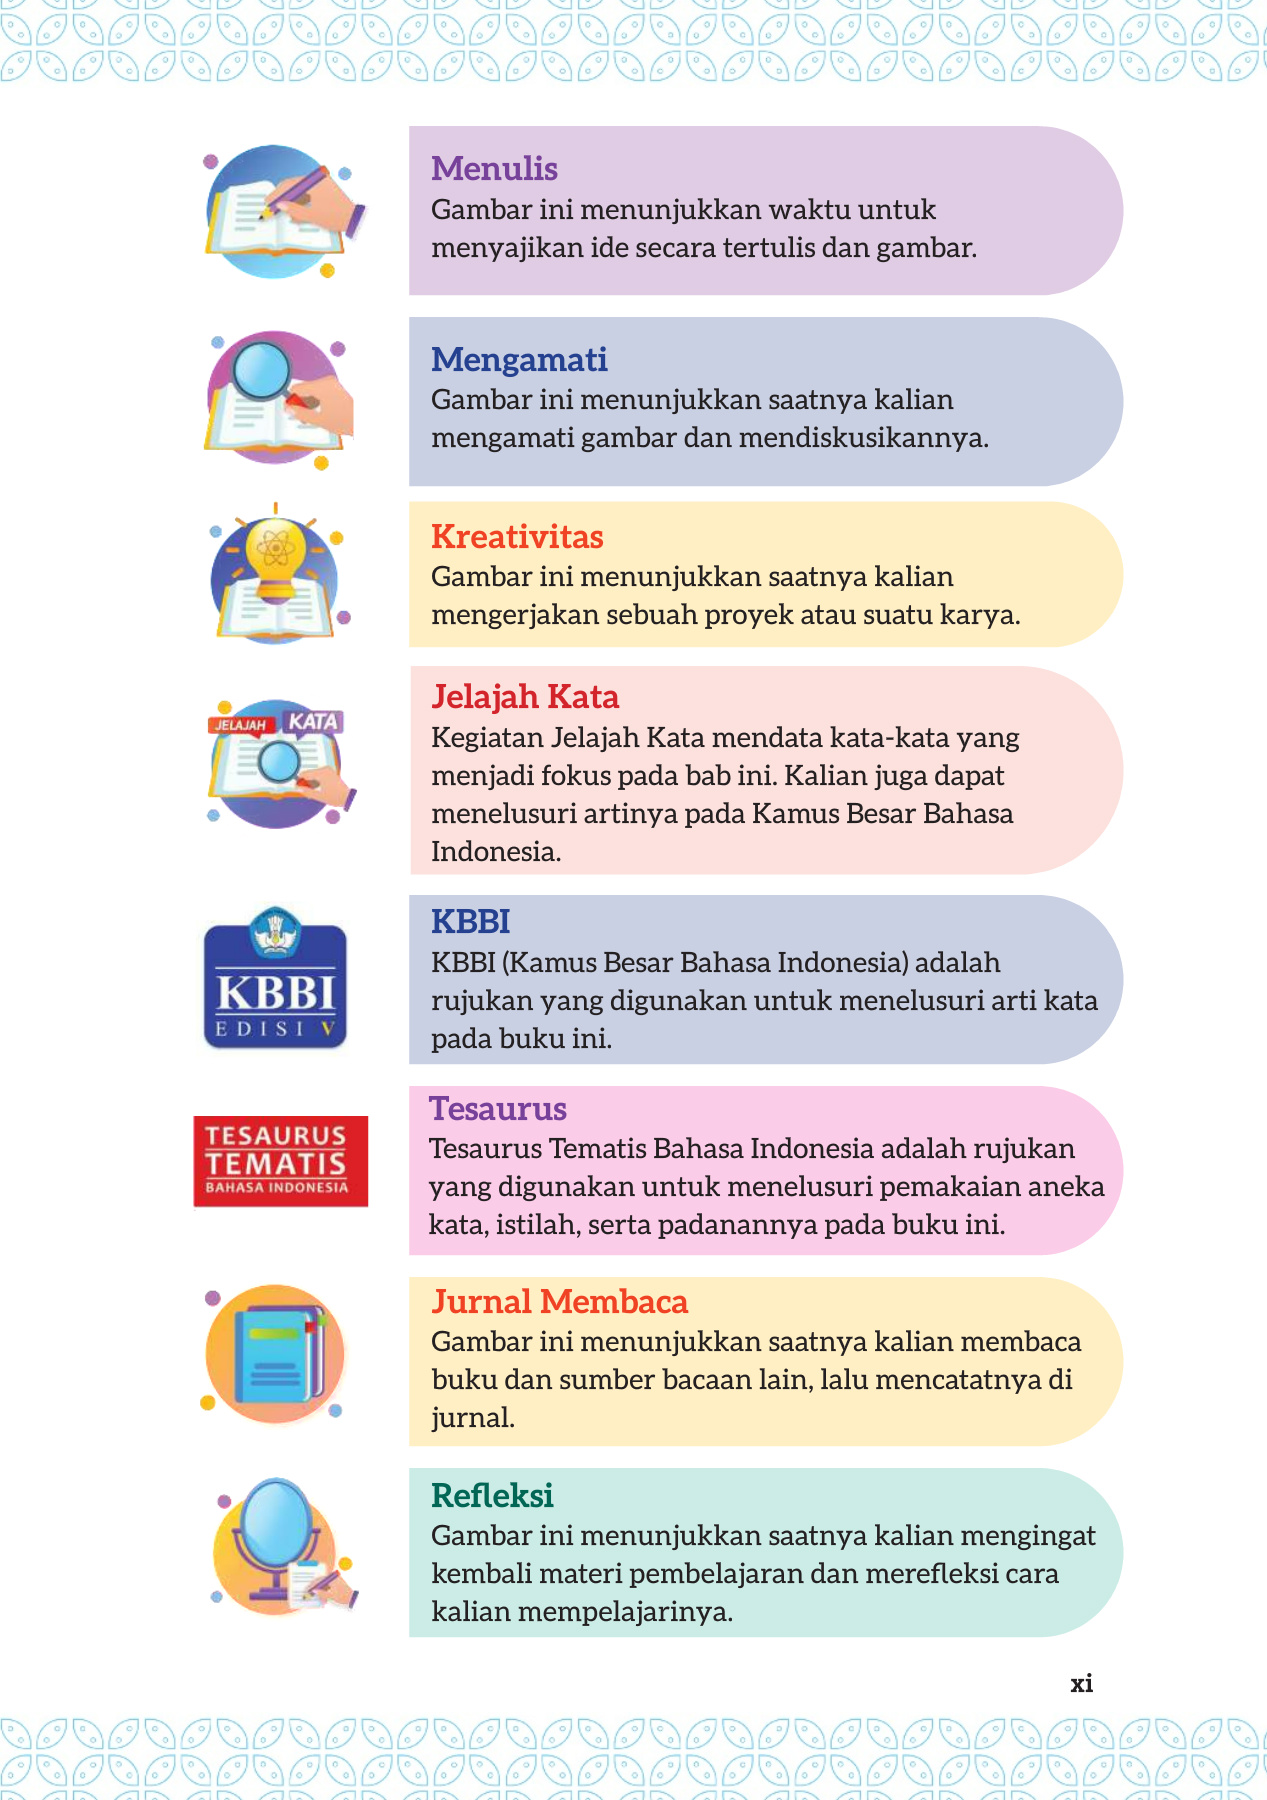 Menulis
Gambar ini menunjukkan waktu untuk
menyajikan ide secara tertulis dan gambar.
Mengamati
Gambar ini menunjukkan saatnya kalian
mengamati gambar dan mendiskusikannya.
Kreativitas
Gambar ini menunjukkan saatnya kalian
mengerjakan sebuah proyek atau suatu karya.
JELAJAH KATA
Jelajah Kata
Kegiatan Jelajah Kata mendata kata-kata yang
menjadi fokus pada bab ini. Kalian juga dapat
menelusuri artinya pada Kamus Besar Bahasa
Indonesia.
KBBI
EDISI V
KBBI
KBBI (Kamus Besar Bahasa Indonesia) adalah
rujukan yang digunakan untuk menelusuri arti kata
pada buku ini.
TESAURUS
TEMATIS
BAHASA INDONESIA
Tesaurus
Tesaurus Tematis Bahasa Indonesia adalah rujukan
yang digunakan untuk menelusuri pemakaian aneka
kata, istilah, serta padanannya pada buku ini.
Jurnal Membaca
Gambar ini menunjukkan saatnya kalian membaca
buku dan sumber bacaan lain, lalu mencatatnya di
jurnal.
Refleksi
Gambar ini menunjukkan saatnya kalian mengingat
kembali materi pembelajaran dan merefleksi cara
kalian mempelajarinya.
xi